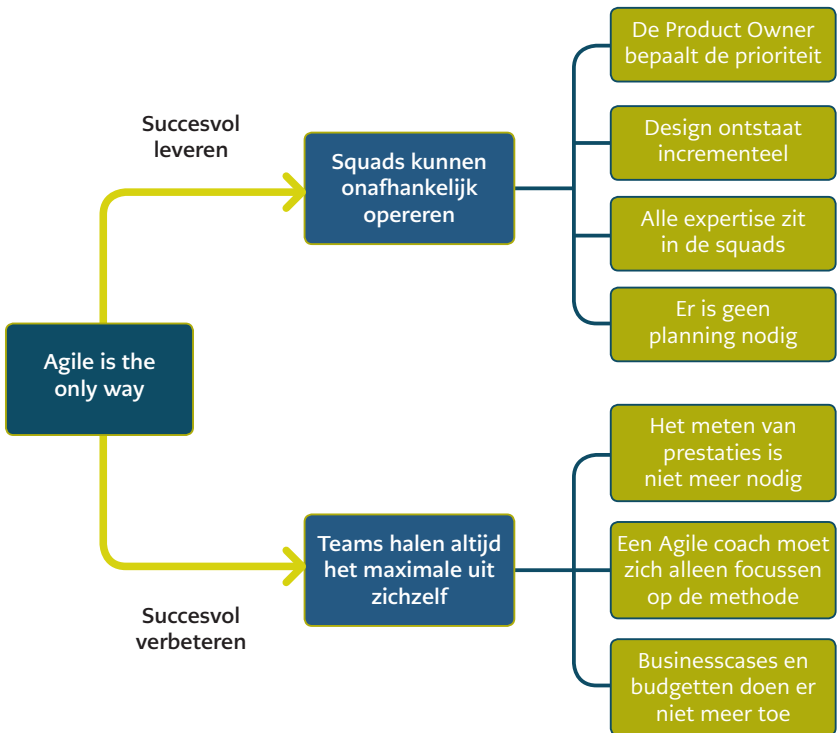 Agile is the
only way
Succesvol
leveren
Squads kunnen
onafhankelijk
opereren
De Product Owner
bepaalt de prioriteit
Design ontstaat
incrementeel
Alle expertise zit
in de squads
Er is geen
planning nodig
Succesvol
verbeteren
Teams halen altijd
het maximale uit
zichzelf
Het meten van
prestaties is
niet meer nodig
Een Agile coach moet
zich alleen focussen
op de methode
Businesscases en
budgetten doen er
niet meer toe